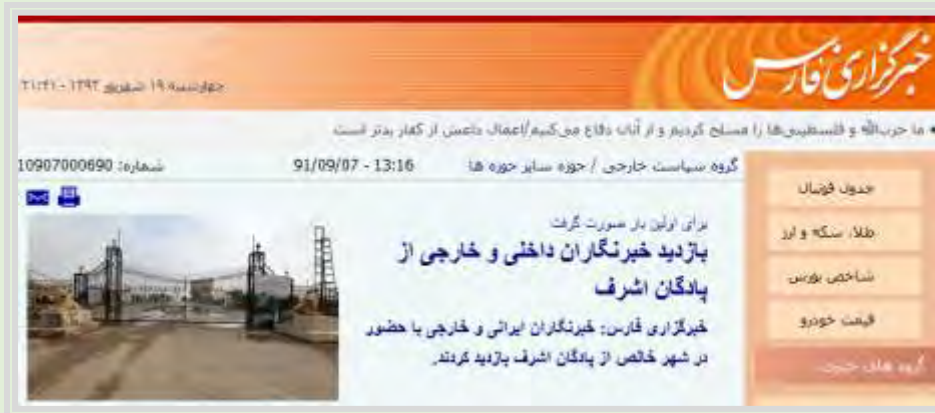 خبرگزاری فارس
چهارشنبه ۱۹ شهریور ۱۳۹۳ - ۲۱:۴۱
• ما حزب‌الله و فلسطینی‌ها را مسلح کردیم و از آنان دفاع می‌کنیم/اعمال داعش از کفار بدتر است
گروه سیاست خارجی / حوزه سایر حوزه ها
91/09/07 - 13:16
شماره: 10907000690
برای اولین بار صورت گرفت
بازدید خبرنگاران داخلی و خارجی از
پادگان اشرف
خبرگزاری فارس: خبرنگاران ایرانی و خارجی با حضور
در شهر خالص از پادگان اشرف بازدید کردند.
جدول فوتبال
طلا، سکه و ارز
شاخص بورس
قیمت خودرو
گروه های خبری